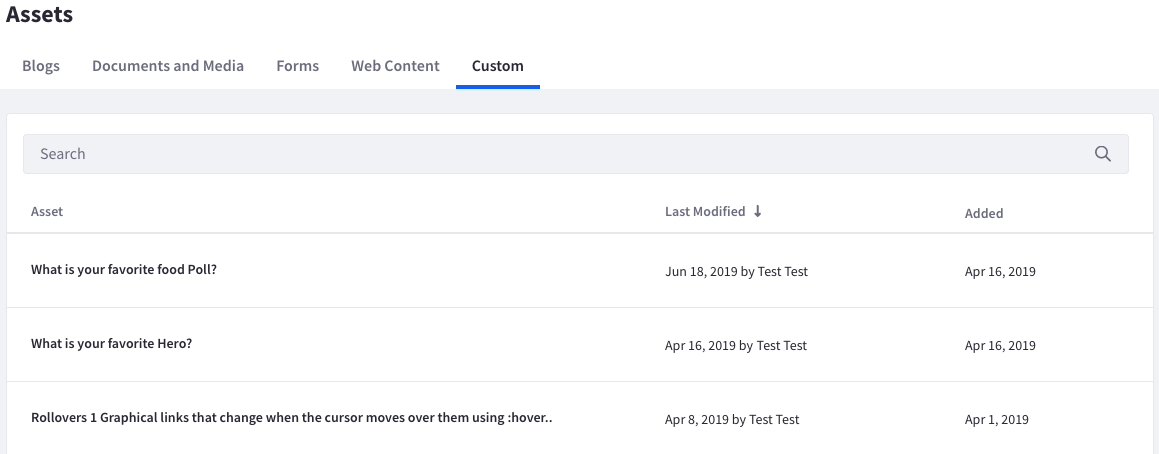 Assets
Blogs Documents and Media Forms Web Content Custom
Search
Asset Last Modified ↓ Added
What is your favorite food Poll? Jun 18, 2019 by Test Test Apr 16, 2019
What is your favorite Hero? Apr 16, 2019 by Test Test Apr 16, 2019
Rollovers 1 Graphical links that change when the cursor moves over them using :hover.. Apr 8, 2019 by Test Test Apr 1, 2019